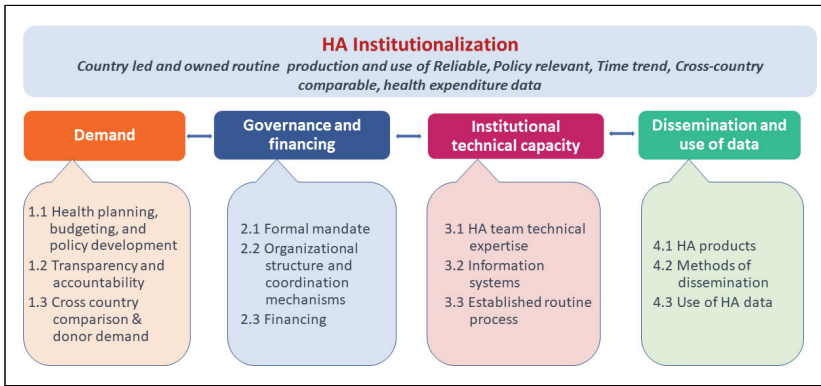 HA Institutionalization
Country led and owned routine production and use of Reliable, Policy relevant, Time trend, Cross-country
comparable, health expenditure data
Demand
Governance and
financing
Institutional
technical capacity
Dissemination and
use of data
1.1 Health planning,
budgeting, and
policy development
1.2 Transparency and
accountability
1.3 Cross country
comparison &
donor demand
2.1 Formal mandate
2.2 Organizational
structure and
coordination
mechanisms
2.3 Financing
3.1 HA team technical
expertise
3.2 Information
systems
3.3 Established routine
process
4.1 HA products
4.2 Methods of
dissemination
4.3 Use of HA data